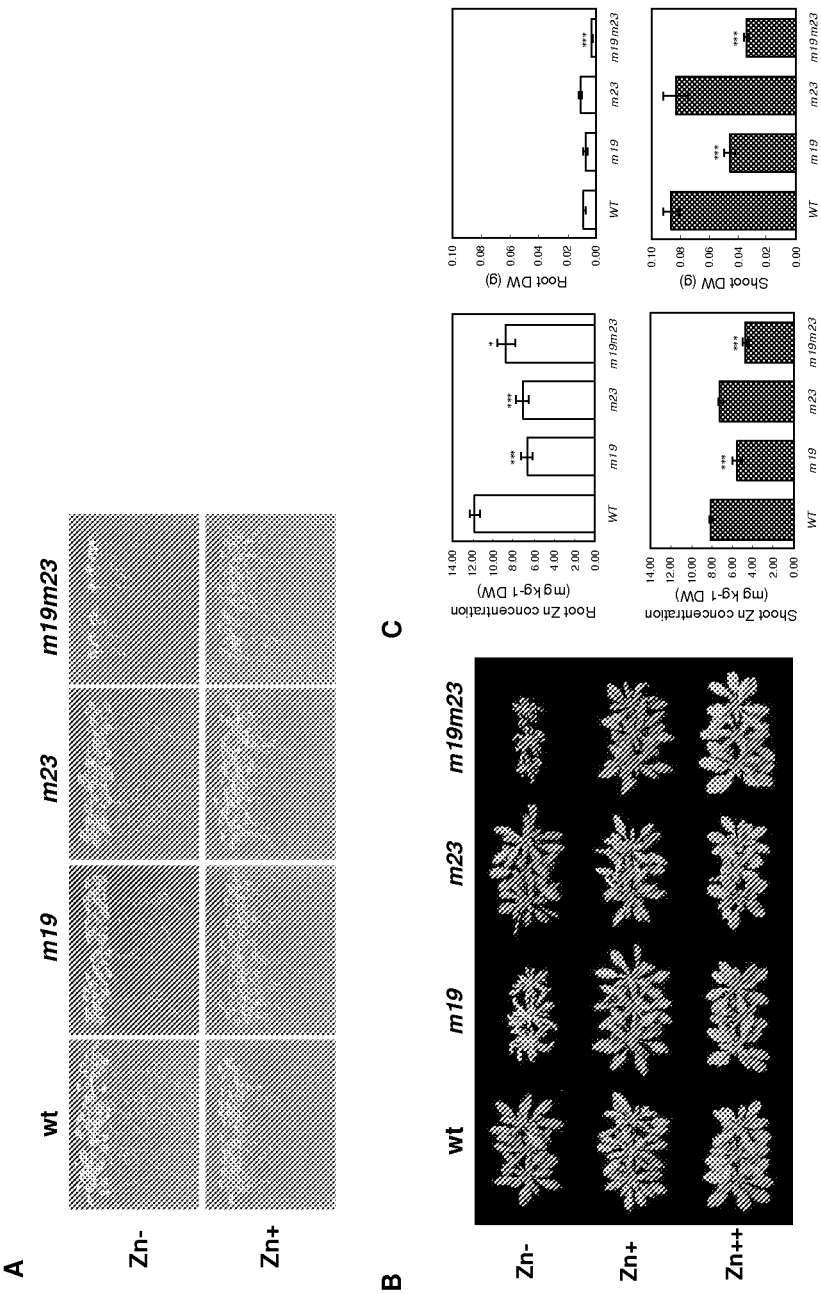 A
wt m19 m23 m19m23
Zn-
Zn+
B
wt m19 m23 m19m23
Zn-
Zn+
Zn++
C
Root Zn concentration
(mg kg-1 DW)
14.00
12.00
10.00
8.00
6.00
4.00
2.00
0.00
*** *** *
WT m19 m23 m19m23
Root DW (g)
0.10
0.08
0.06
0.04
0.02
0.00
***
WT m19 m23 m19m23
Shoot Zn concentration
(mg kg-1 DW)
14.00
12.00
10.00
8.00
6.00
4.00
2.00
0.00
*** ***
WT m19 m23 m19m23
Shoot DW (g)
0.10
0.08
0.06
0.04
0.02
0.00
*** ***
WT m19 m23 m19m23